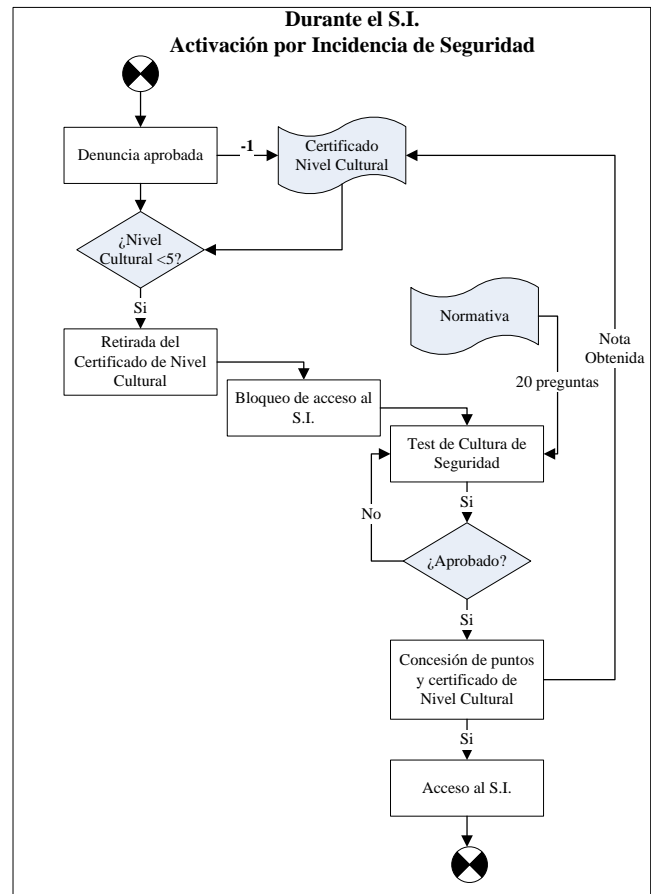 Durante el S.I.
Activación por Incidencia de Seguridad
Denuncia aprobada
-1
Certificado
Nivel Cultural
¿Nivel
Cultural <5?
Si
Normativa
Retirada del
Certificado de Nivel
Cultural
Nota
Obtenida
Bloqueo de acceso al
S.I.
20 preguntas
Test de Cultura de
Seguridad
Si
No
¿Aprobado?
Si
Concesión de puntos
y certificado de
Nivel Cultural
Si
Acceso al S.I.